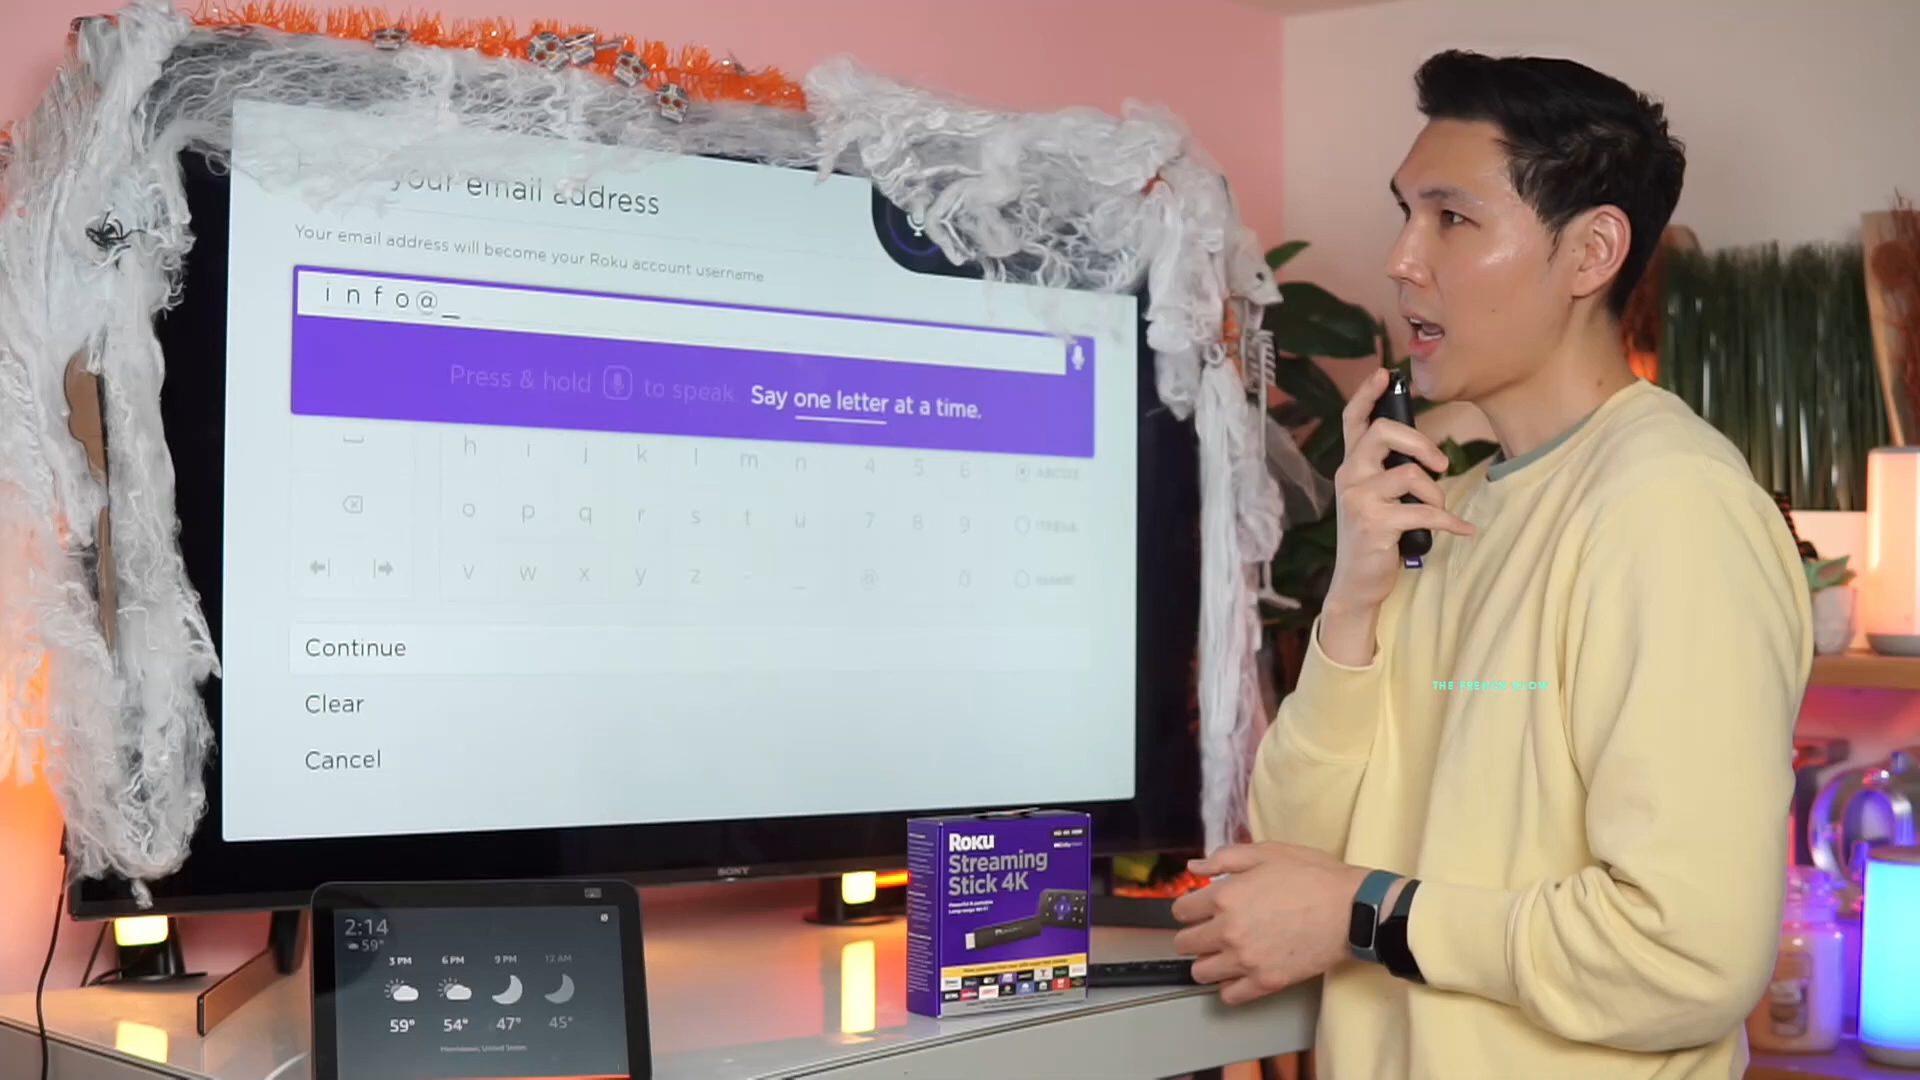 your email address
Your email address will become your Roku account username
info@_
Press & hold to speak. Say one letter at a time.
h i j k l m n 4 5 6
o p q r s t u 7 8 9
v w x y z - _ @ 0
Continue
Clear
Cancel
SONY
Roku
Streaming
Stick 4K
2:14
59°
3 PM 6 PM 9 PM 12 AM
59° 54° 47° 45°